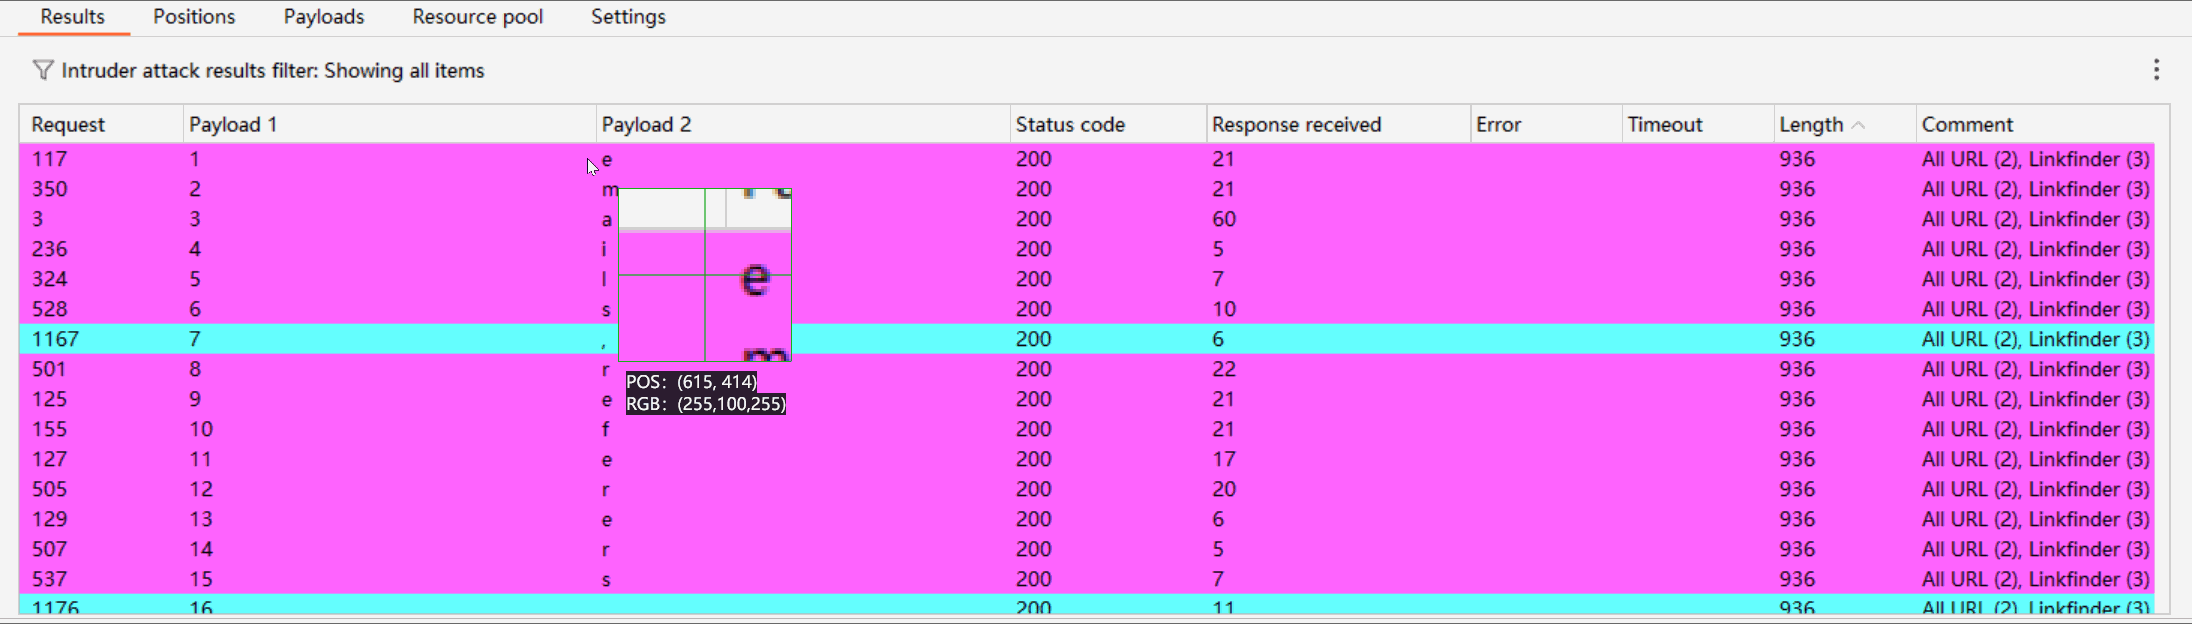 Results Positions Payloads Resource pool Settings
Intruder attack results filter: Showing all items
Request Payload 1 Payload 2 Status code Response received Error Timeout Length Comment
117 1 e 200 21 936 All URL (2), Linkfinder (3)
350 2 m 200 21 936 All URL (2), Linkfinder (3)
3 3 a 200 60 936 All URL (2), Linkfinder (3)
236 4 i 200 5 936 All URL (2), Linkfinder (3)
e
324 5 l 200 7 936 All URL (2), Linkfinder (3)
528 6 s 200 10 936 All URL (2), Linkfinder (3)
1167 7 , 200 6 936 All URL (2), Linkfinder (3)
m
501 8 r 200 22 936 All URL (2), Linkfinder (3)
POS: (615, 414)
125 9 e 200 21 936 All URL (2), Linkfinder (3)
RGB: (255,100,255)
155 10 f 200 21 936 All URL (2), Linkfinder (3)
127 11 e 200 17 936 All URL (2), Linkfinder (3)
505 12 r 200 20 936 All URL (2), Linkfinder (3)
129 13 e 200 6 936 All URL (2), Linkfinder (3)
507 14 r 200 5 936 All URL (2), Linkfinder (3)
537 15 s 200 7 936 All URL (2), Linkfinder (3)
1176 16 200 11 936 All URL (2), Linkfinder (3)